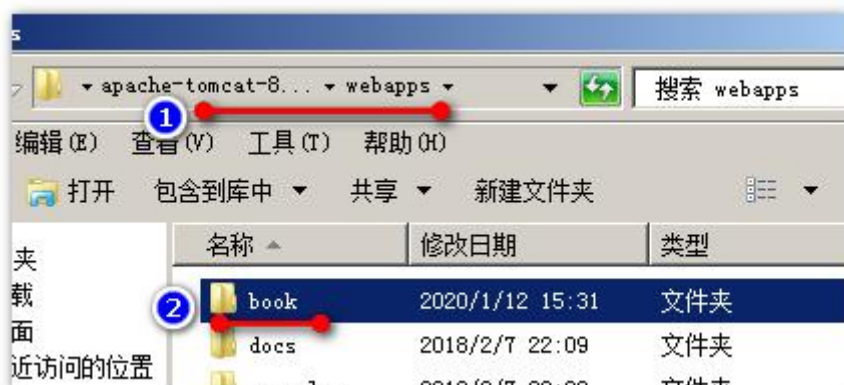 s
apache-tomcat-8... webapps
搜索 webapps
1
编辑(E) 查看(V) 工具(T) 帮助(H)
打开 包含到库中 共享 新建文件夹
名称 修改日期 类型
夹
载
2 book 2020/1/12 15:31 文件夹
面
docs 2018/2/7 22:09 文件夹
近访问的位置